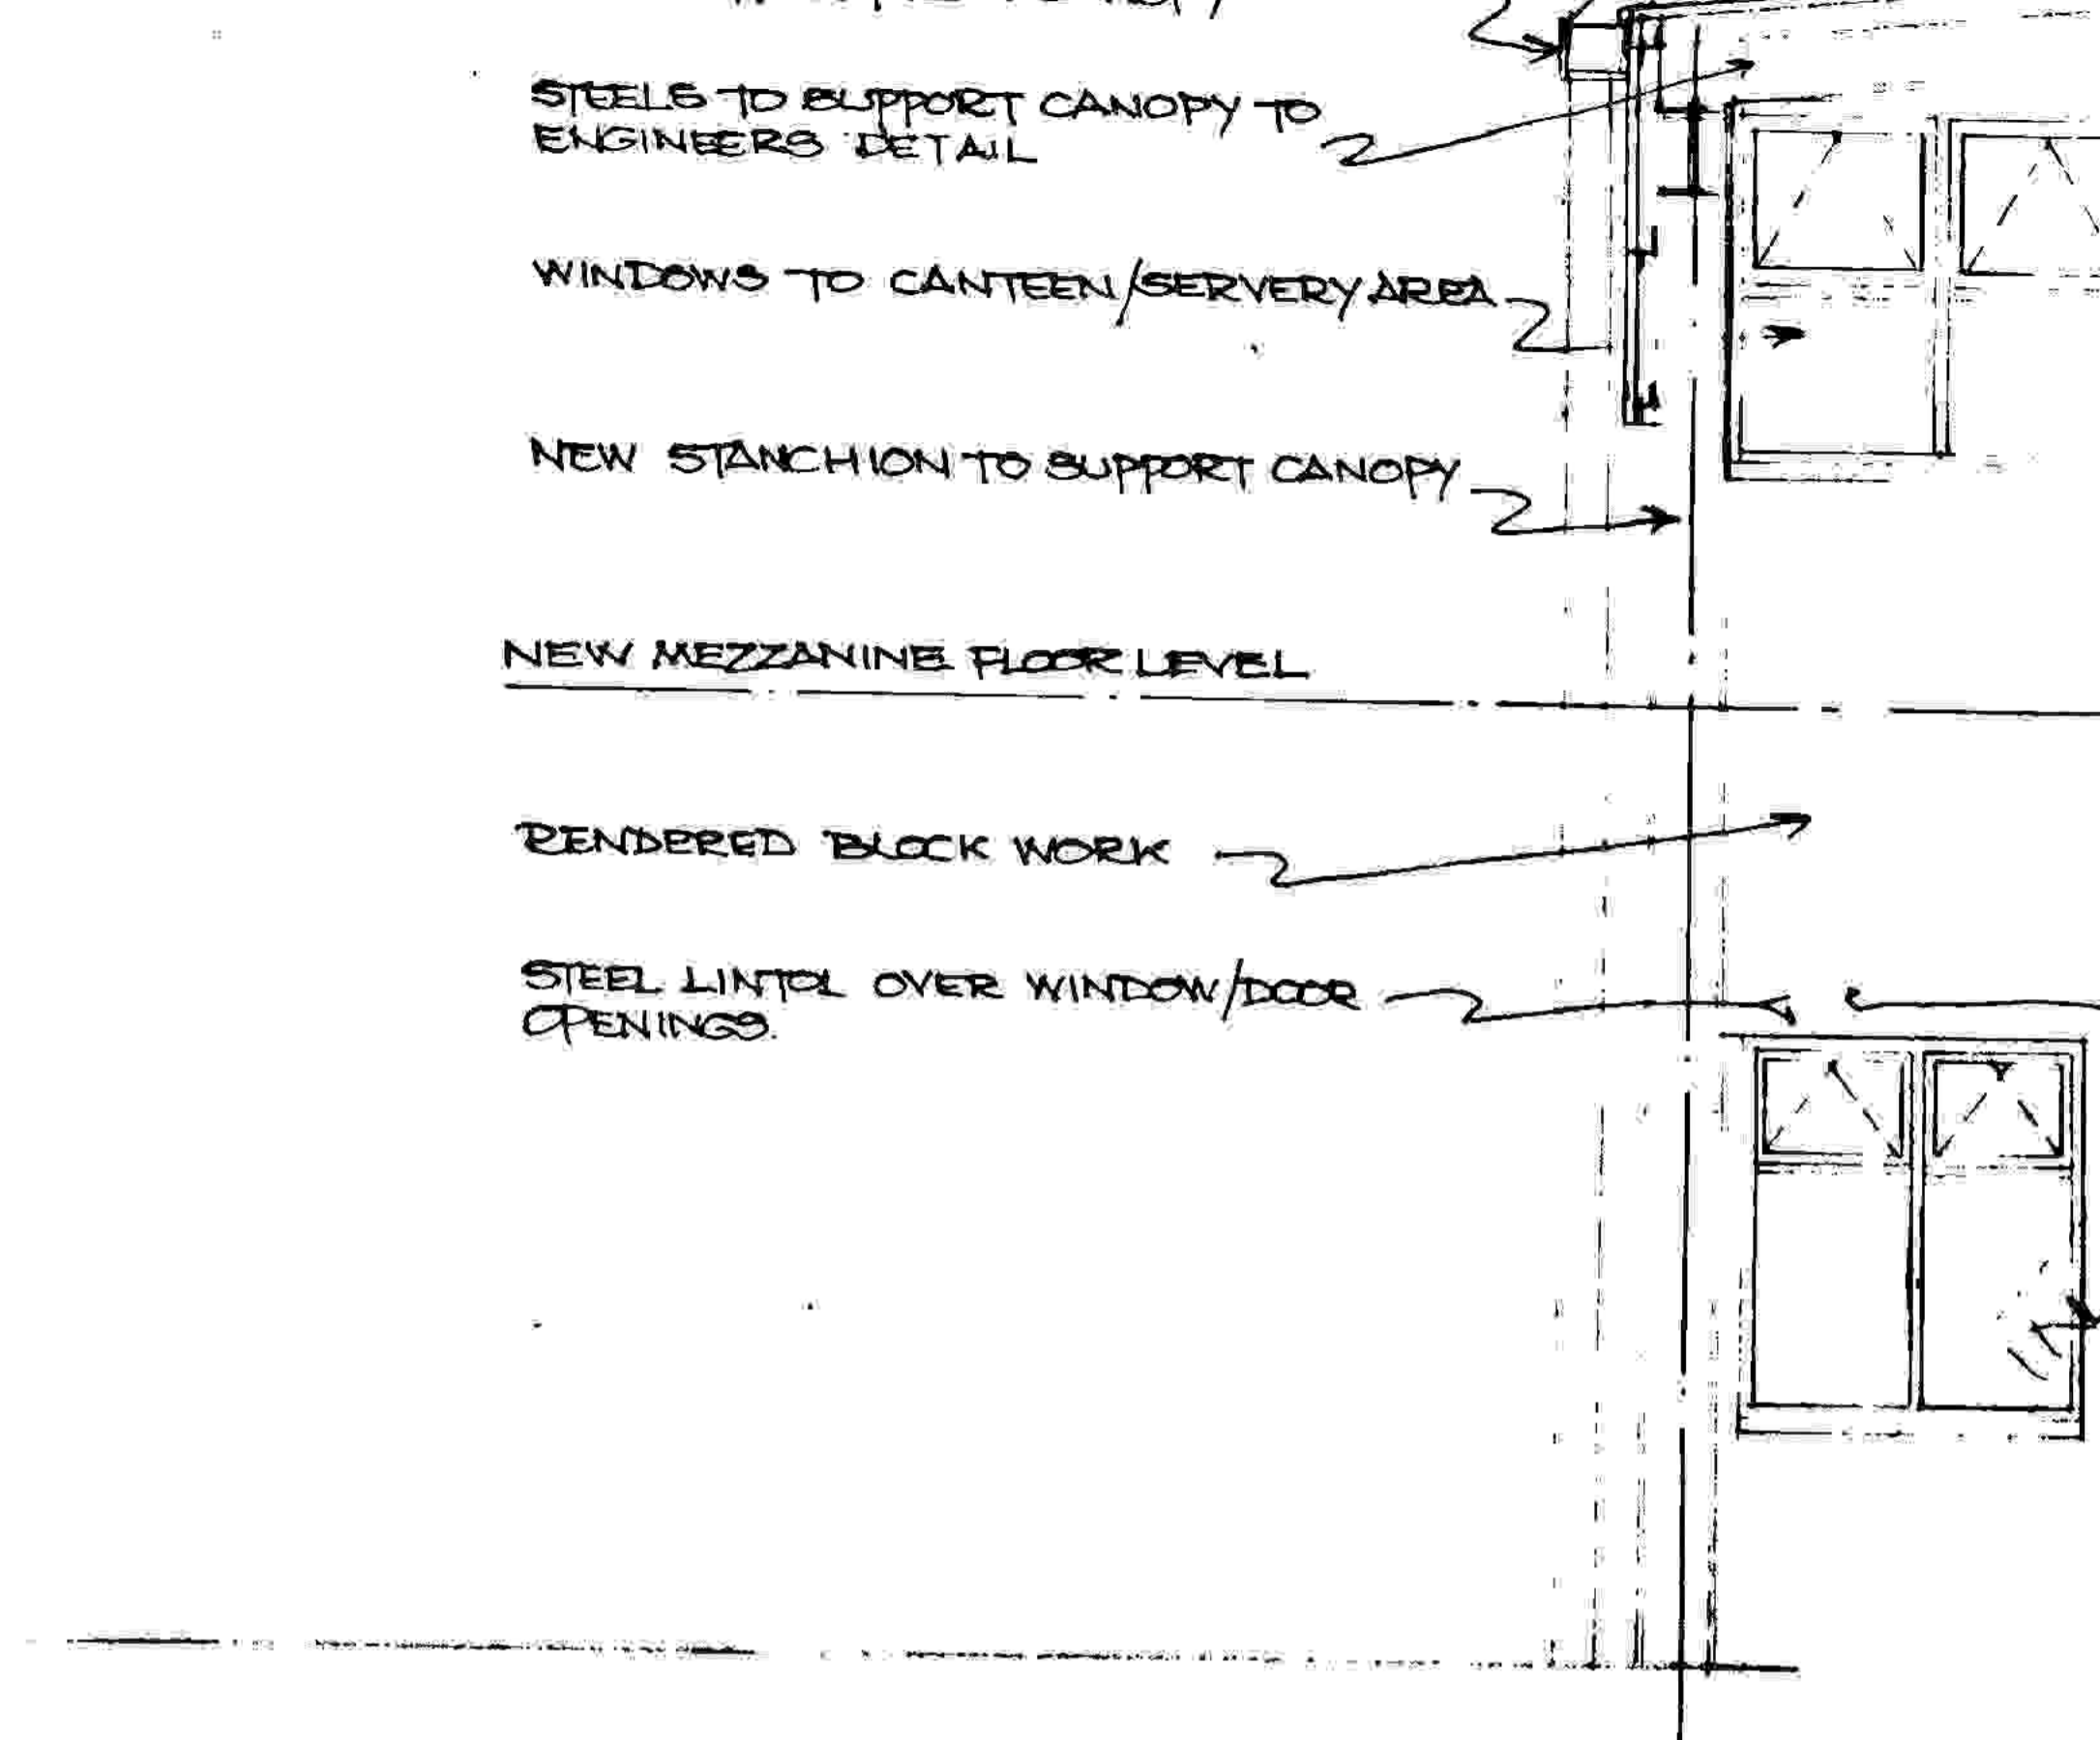 STEELS TO SUPPORT CANOPY TO
ENGINEERS DETAIL
WINDOWS TO CANTEEN/SERVERY AREA
NEW STANCHION TO SUPPORT CANOPY
NEW MEZZANINE FLOOR LEVEL
RENDERED BLOCK WORK
STEEL LINTOL OVER WINDOW/DOOR
OPENINGS.